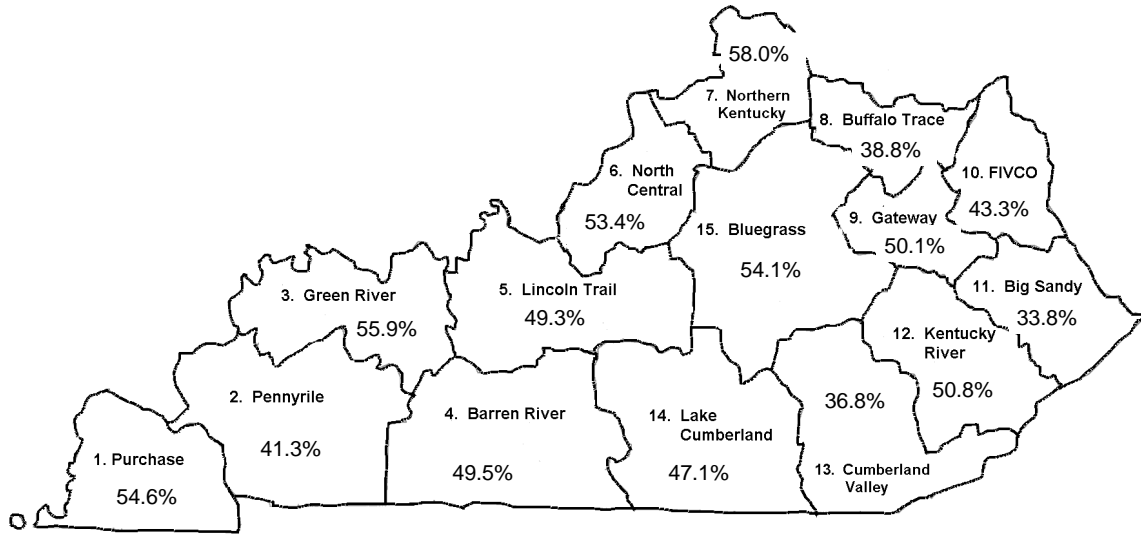 58.0%
7. Northern
Kentucky
8. Buffalo Trace
38.8%
6. North
Central
53.4%
10. FIVCO
43.3%
9. Gateway
50.1%
15. Bluegrass
54.1%
3. Green River
55.9%
5. Lincoln Trail
49.3%
11. Big Sandy
33.8%
12. Kentucky
River
50.8%
2. Pennyrile
41.3%
4. Barren River
49.5%
14. Lake
Cumberland
47.1%
36.8%
13. Cumberland
Valley
1. Purchase
54.6%